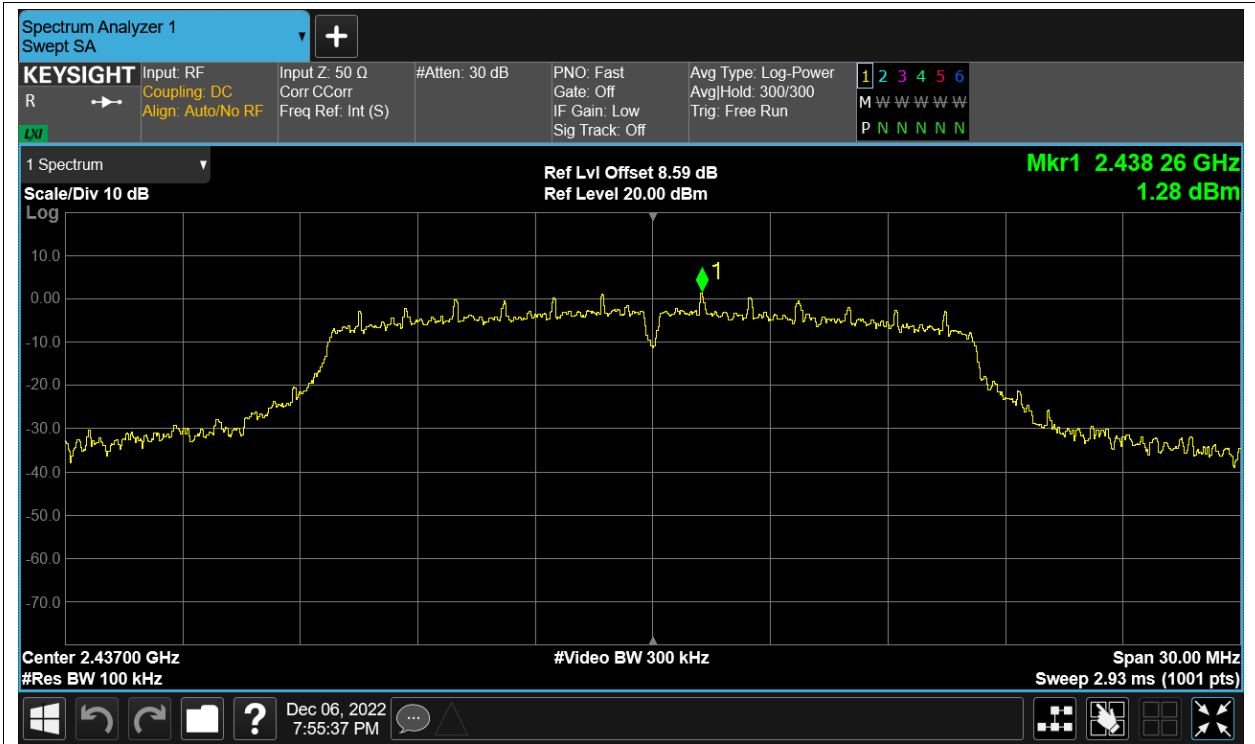 Spectrum Analyzer 1
Swept SA
KEYSIGHT
R
LXI
Input: RF
Coupling: DC
Align: Auto/No RF
Input Z: 50 Ω
Corr CCorr
Freq Ref: Int (S)
#Atten: 30 dB
PNO: Fast
Gate: Off
IF Gain: Low
Sig Track: Off
Avg Type: Log-Power
Avg|Hold: 300/300
Trig: Free Run
1 2 3 4 5 6
M W W W W W
P N N N N N
1 Spectrum
Scale/Div 10 dB
Log
Ref Lvl Offset 8.59 dB
Ref Level 20.00 dBm
Mkr1 2.438 26 GHz
1.28 dBm
1
10.0
0.00
-10.0
-20.0
-30.0
-40.0
-50.0
-60.0
-70.0
Center 2.43700 GHz
#Video BW 300 kHz
Span 30.00 MHz
#Res BW 100 kHz
Sweep 2.93 ms (1001 pts)
?
Dec 06, 2022
7:55:37 PM